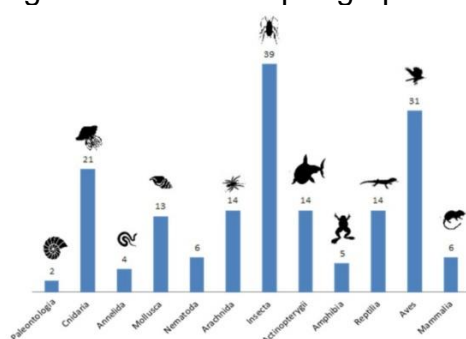 39
31
21
14
14
14
13
6
6
5
4
2
Paleontologia
Cnidaria
Annelida
Mollusca
Nematoda
Arachnida
Insecta
Actinopterygii
Amphibia
Reptilia
Aves
Mammalia